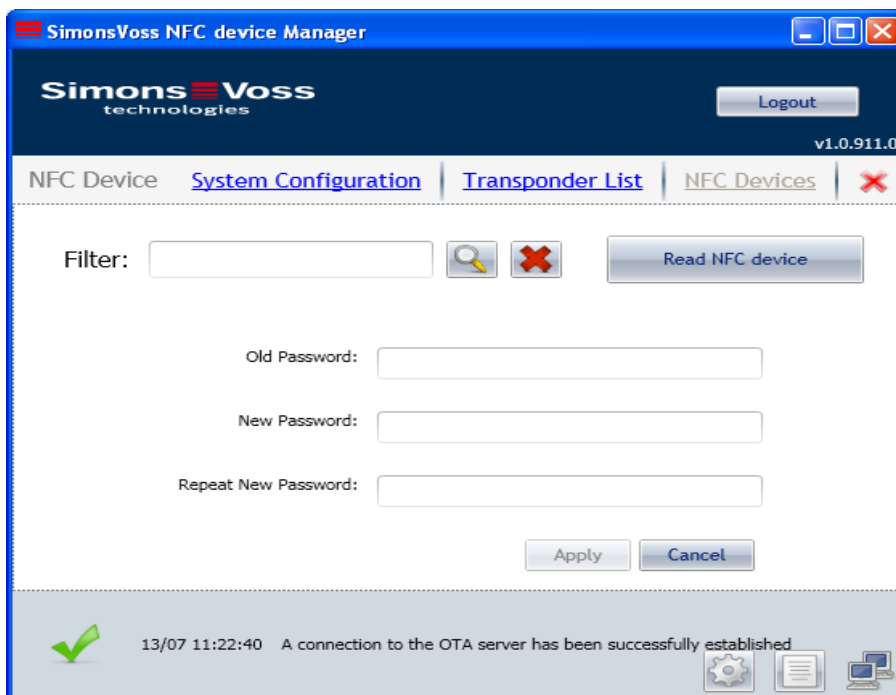 SimonsVoss NFC device Manager
Simons Voss
technologies
Logout
v1.0.911.0
NFC Device System Configuration Transponder List NFC Devices
Filter: Read NFC device
Old Password:
New Password:
Repeat New Password:
Apply Cancel
13/07 11:22:40 A connection to the OTA server has been successfully established